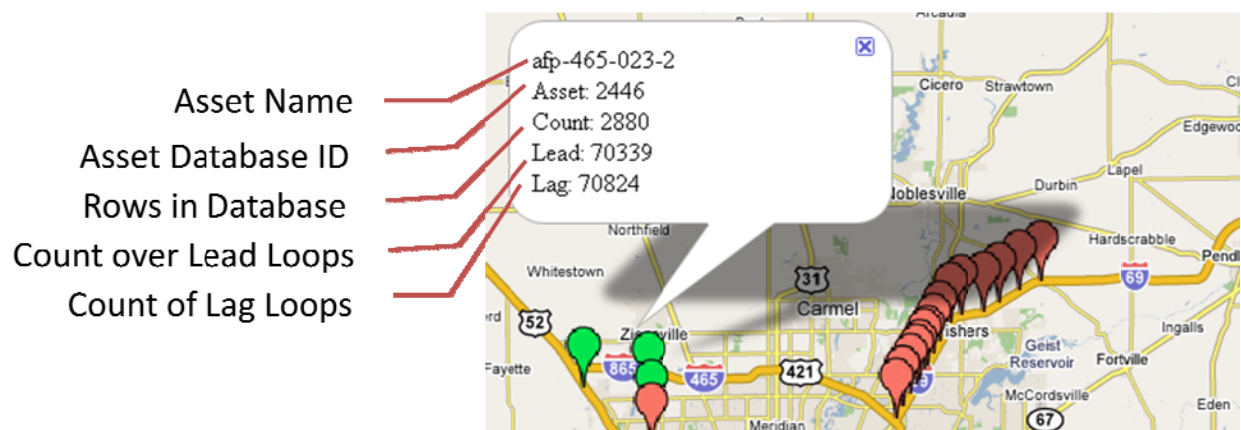 Asset Name
Asset Database ID
Rows in Database
Count over Lead Loops
Count of Lag Loops
afp-465-023-2
Asset: 2446
Count: 2880
Lead: 70339
Lag: 70824
Arcadia
Cicero
Strawtown
Edgewoo
Lapel
Durbin
Noblesville
Northfield
Hardscrabble
Pendl
69
Whitestown
31
Carmel
52
Zionsville
Fishers
Ingalls
Geist
Reservoir
Fortville
Fayette
865
465
421
McCordsville
Eden
67
Meridian